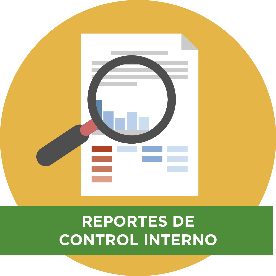 REPORTES DE
CONTROL INTERNO